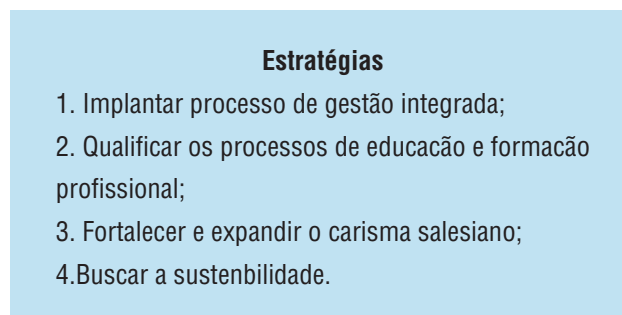 Estratégias
1. Implantar processo de gestão integrada;
2. Qualificar os processos de educacão e formacão
profissional;
3. Fortalecer e expandir o carisma salesiano;
4.Buscar a sustenbilidade.